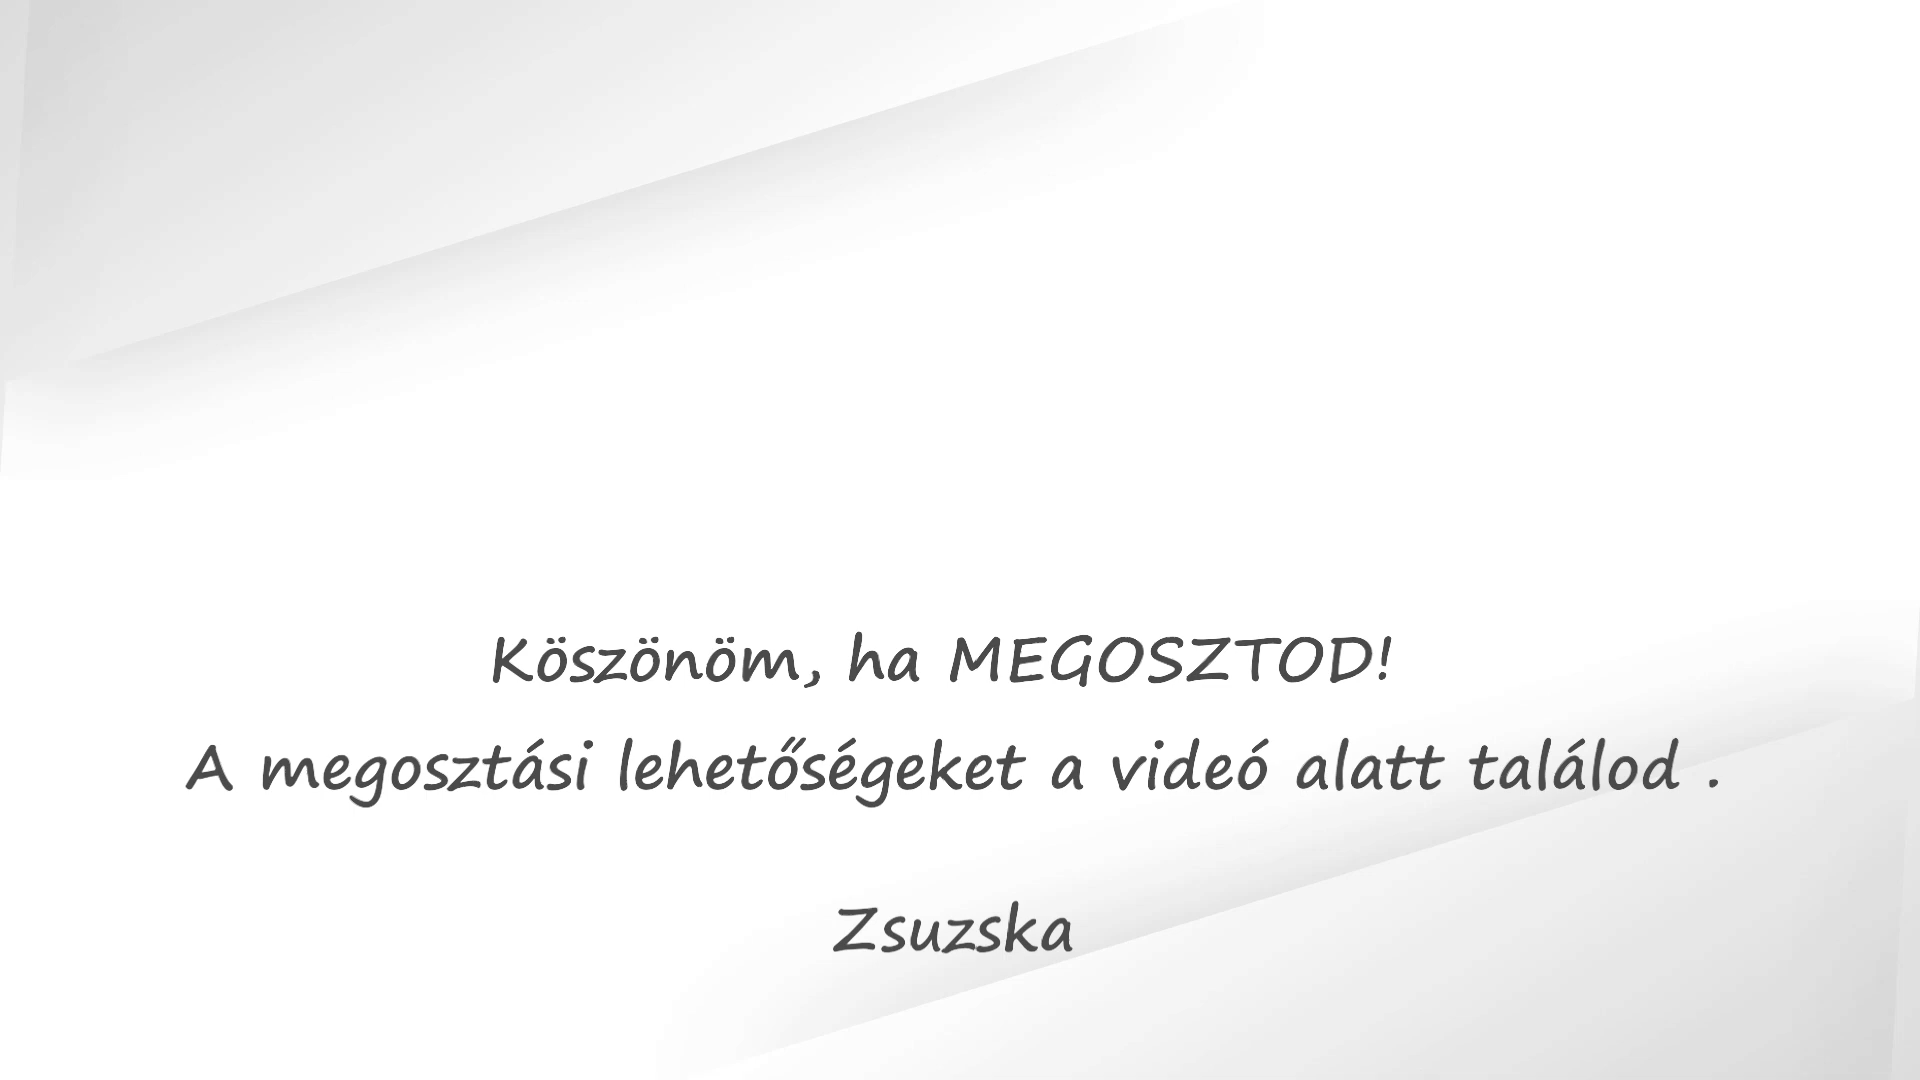 Köszönöm, ha MEGOSZTOD!
A megosztási lehetőségeket a videó alatt találod .
Zsuzska